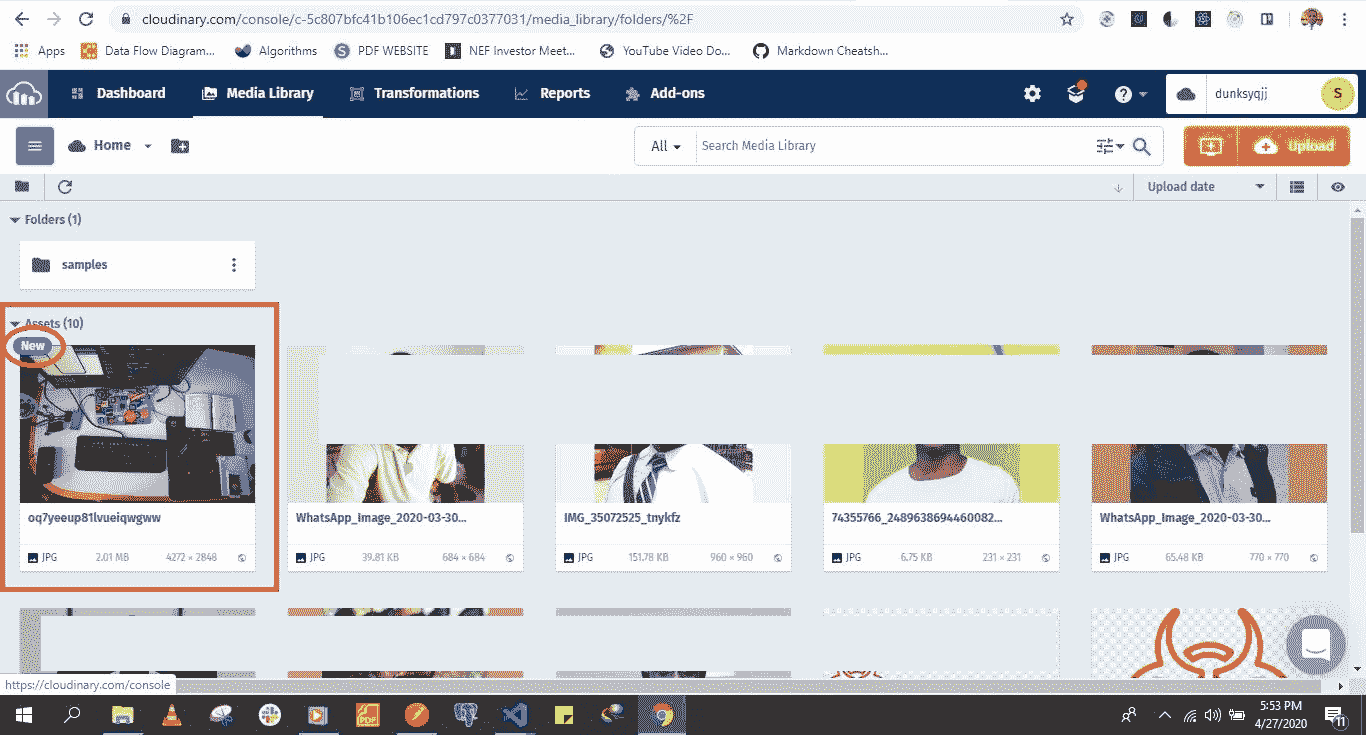 cloudinary.com/console/c-5c807bfc41b106ec1cd797c0377031/media_library/folders/%2F
Apps Data Flow Diagram... Algorithms PDF WEBSITE NEF Investor Meet... YouTube Video Do... Markdown Cheatsh...
Dashboard Media Library Transformations Reports Add-ons dunksyqjj S
Home All Search Media Library Upload
Upload date
Folders (1)
samples
Assets (10)
New
oq7yeeup81lvueiqwgww WhatsApp_Image_2020-03-30... IMG_35072525_tnykfz 74355766_2489638694460082... WhatsApp_Image_2020-03-30...
JPG 2.01 MB 4272 × 2848 JPG 39.81 KB 684 × 684 JPG 151.78 KB 960 × 960 JPG 6.75 KB 231 × 231 JPG 65.48 KB 770 × 770
https://cloudinary.com/console
5:53 PM
4/27/2020
11